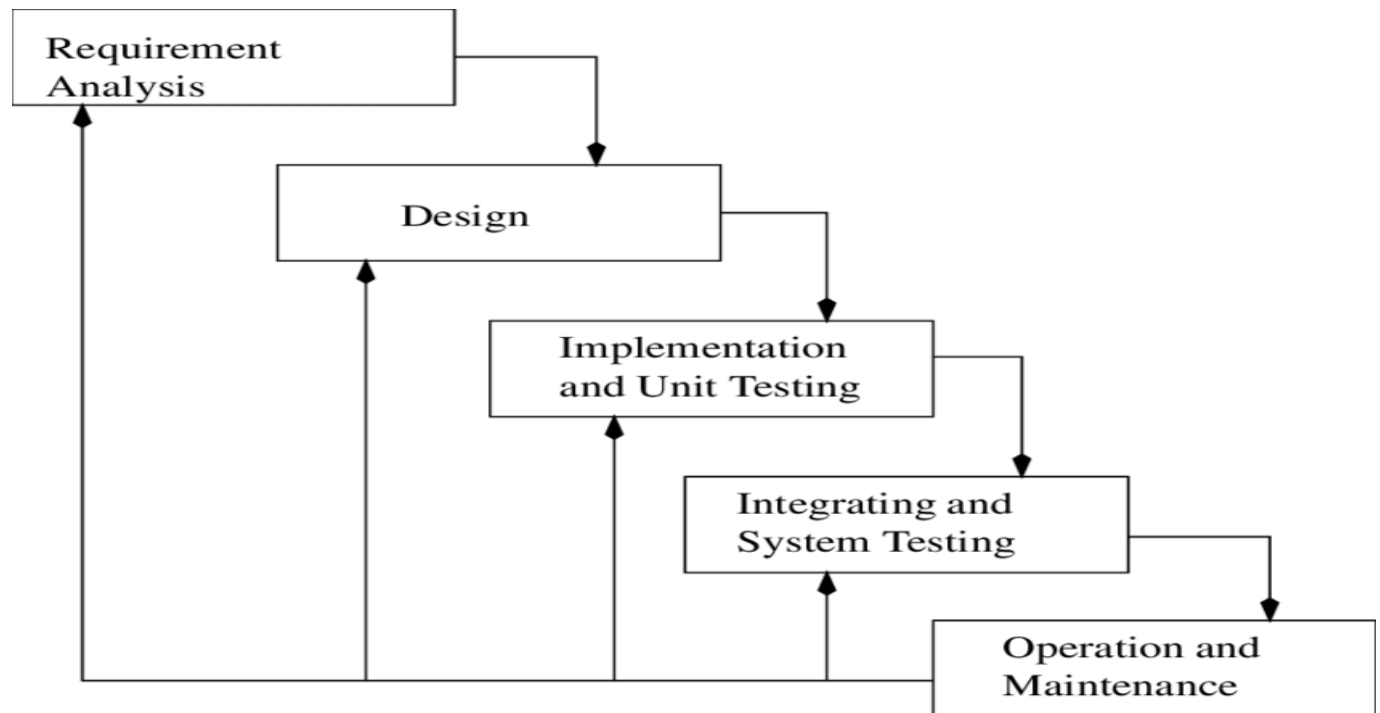 Requirement
Analysis
Design
Implementation
and Unit Testing
Integrating and
System Testing
Operation and
Maintenance